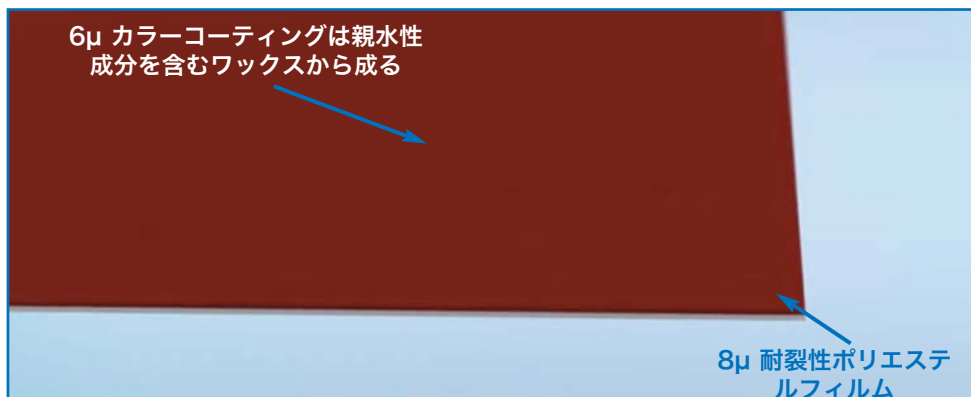 6μ カラーコーティングは親水性
成分を含むワックスから成る
8μ 耐裂性ポリエステ
ルフィルム